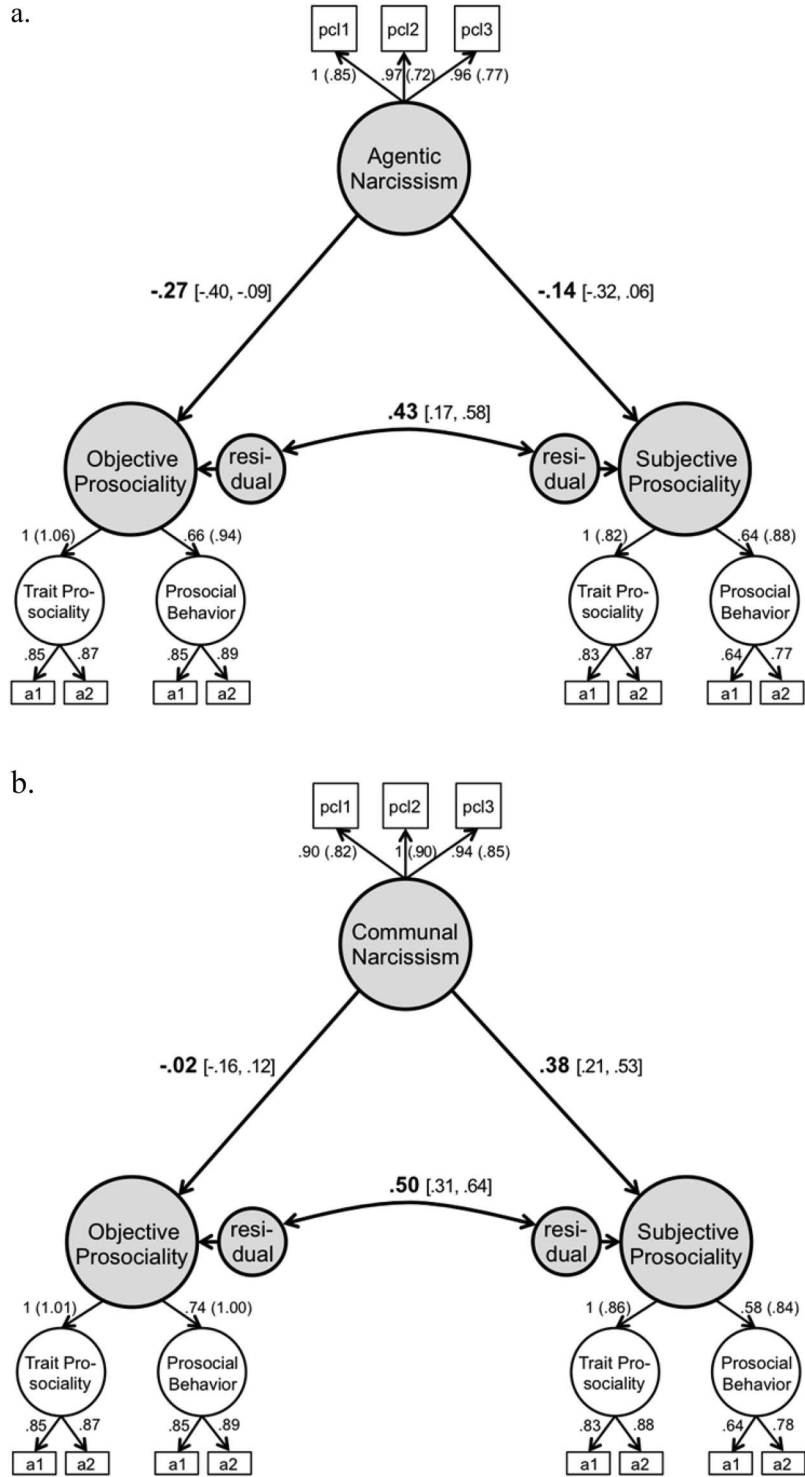 a.
pcl1 pcl2 pcl3
1 (.85) .97 (.72) .96 (.77)
Agentic
Narcissism
-.27 [-.40, -.09] -.14 [-.32, .06]
.43 [.17, .58]
Objective
Prosociality
resi-
dual
resi-
dual
Subjective
Prosociality
1 (1.06) .66 (.94) 1 (.82) .64 (.88)
Trait Pro-
sociality
Prosocial
Behavior
Trait Pro-
sociality
Prosocial
Behavior
.85 .87 .85 .89 .83 .87 .64 .77
a1 a2 a1 a2 a1 a2 a1 a2
b.
pcl1 pcl2 pcl3
.90 (.82) 1 (.90) .94 (.85)
Communal
Narcissism
-.02 [-.16, .12] .38 [.21, .53]
.50 [.31, .64]
Objective
Prosociality
resi-
dual
resi-
dual
Subjective
Prosociality
1 (1.01) .74 (1.00) 1 (.86) .58 (.84)
Trait Pro-
sociality
Prosocial
Behavior
Trait Pro-
sociality
Prosocial
Behavior
.85 .87 .85 .89 .83 .88 .64 .78
a1 a2 a1 a2 a1 a2 a1 a2